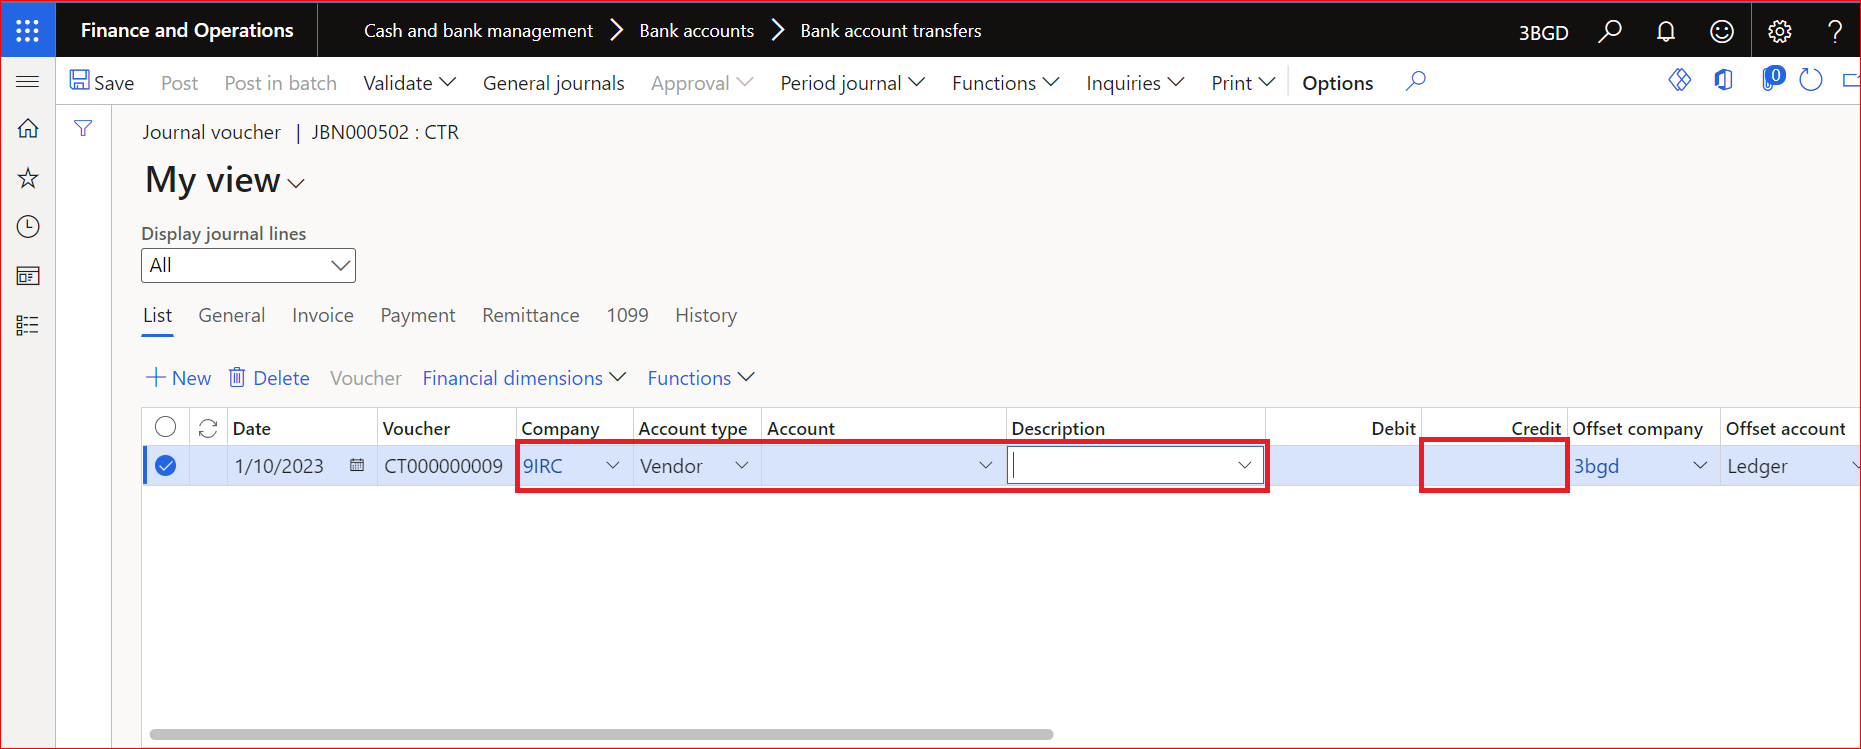 Finance and Operations Cash and bank management Bank accounts Bank account transfers 3BGD
Save Post Post in batch Validate General journals Approval Period journal Functions Inquiries Print Options 0
Journal voucher | JBN000502 : CTR
My view
Display journal lines
All
List General Invoice Payment Remittance 1099 History
New Delete Voucher Financial dimensions Functions
Date Voucher Company Account type Account Description Debit Credit Offset company Offset account
1/10/2023 CT000000009 9IRC Vendor 3bgd Ledger